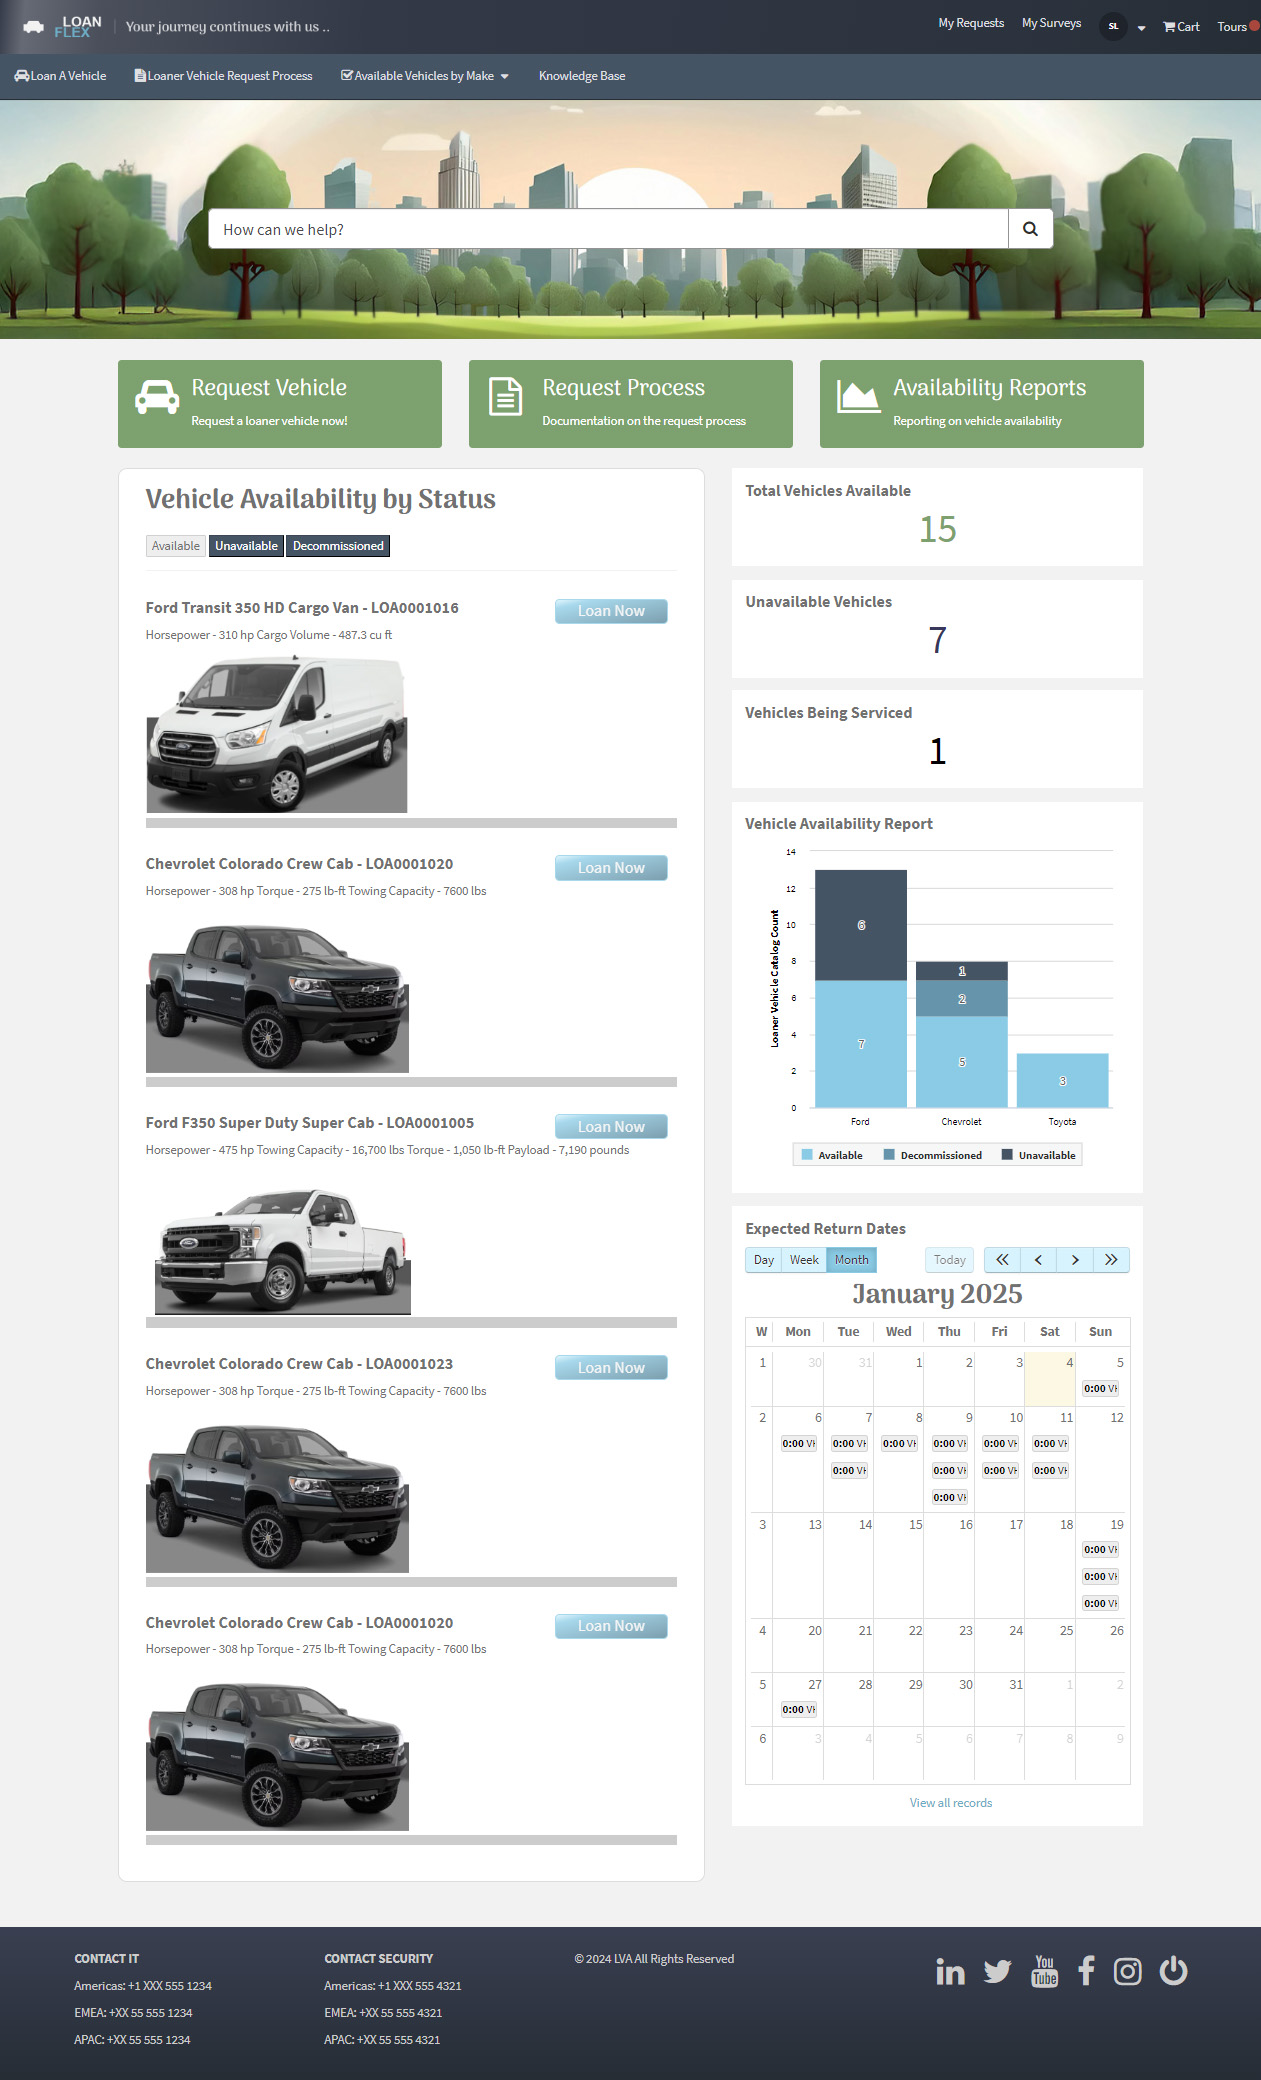 LOAN
FLEX
Your journey continues with us ..
My Requests
My Surveys
SL
Cart
Tours
Loan A Vehicle
Loaner Vehicle Request Process
Available Vehicles by Make
Knowledge Base
How can we help?
Request Vehicle
Request a loaner vehicle now!
Request Process
Documentation on the request process
Availability Reports
Reporting on vehicle availability
Vehicle Availability by Status
Available Unavailable Decommissioned
Ford Transit 350 HD Cargo Van - LOA0001016
Loan Now
Horsepower - 310 hp Cargo Volume - 487.3 cu ft
Chevrolet Colorado Crew Cab - LOA0001020
Loan Now
Horsepower - 308 hp Torque - 275 lb-ft Towing Capacity - 7600 lbs
Ford F350 Super Duty Super Cab - LOA0001005
Loan Now
Horsepower - 475 hp Towing Capacity - 16,700 lbs Torque - 1,050 lb-ft Payload - 7,190 pounds
Chevrolet Colorado Crew Cab - LOA0001023
Loan Now
Horsepower - 308 hp Torque - 275 lb-ft Towing Capacity - 7600 lbs
Chevrolet Colorado Crew Cab - LOA0001020
Loan Now
Horsepower - 308 hp Torque - 275 lb-ft Towing Capacity - 7600 lbs
Total Vehicles Available
15
Unavailable Vehicles
7
Vehicles Being Serviced
1
Vehicle Availability Report
Loaner Vehicle Catalog Count
14
12
10
8
6
4
2
0
6
7
1
2
5
3
Ford Chevrolet Toyota
Available Decommissioned Unavailable
Expected Return Dates
Day Week Month Today
January 2025
W Mon Tue Wed Thu Fri Sat Sun
1 30 31 1 2 3 4 5
0:00 VH
2 6 7 8 9 10 11 12
0:00 VH 0:00 VH 0:00 VH 0:00 VH 0:00 VH 0:00 VH
0:00 VH 0:00 VH 0:00 VH 0:00 VH
0:00 VH
3 13 14 15 16 17 18 19
0:00 VH
0:00 VH
0:00 VH
4 20 21 22 23 24 25 26
5 27 28 29 30 31 1 2
0:00 VH
6 3 4 5 6 7 8 9
View all records
CONTACT IT
Americas: +1 XXX 555 1234
EMEA: +XX 55 555 1234
APAC: +XX 55 555 1234
CONTACT SECURITY
Americas: +1 XXX 555 4321
EMEA: +XX 55 555 4321
APAC: +XX 55 555 4321
© 2024 LVA All Rights Reserved
in
You
Tube
f